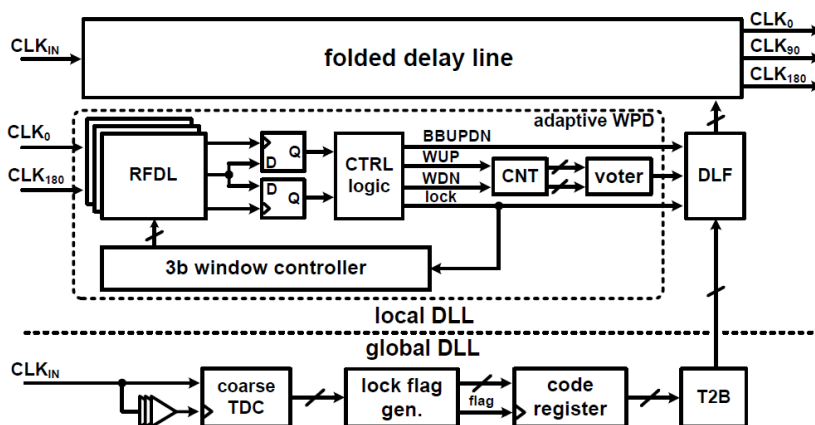 CLK0
CLKIN
folded delay line
CLK90
CLK180
adaptive WPD
CLK0
RFDL
D
Q
CTRL
logic
BBUPDN
WUP
CNT
voter
DLF
CLK180
D
Q
WDN
lock
3b window controller
local DLL
global DLL
CLKIN
coarse
TDC
lock flag
gen.
flag
code
register
T2B